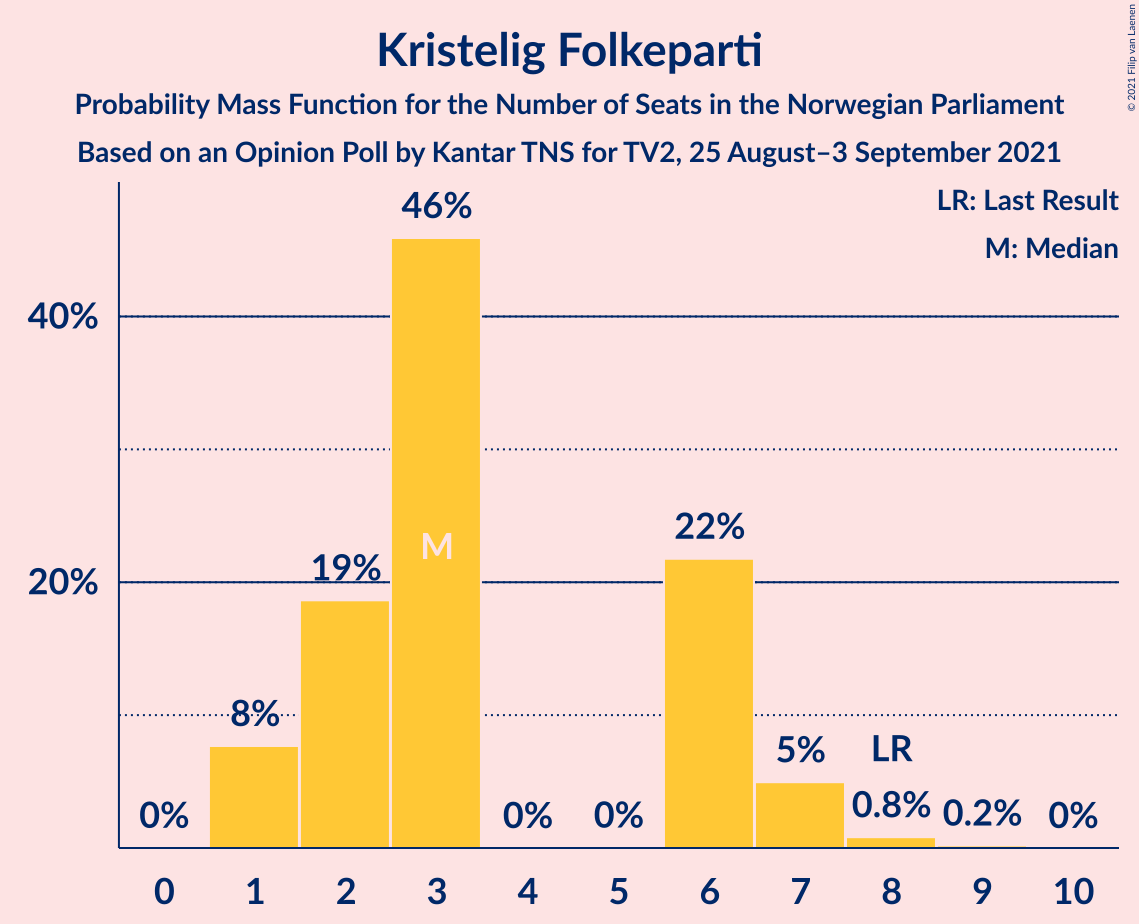 Kristelig Folkeparti
Probability Mass Function for the Number of Seats in the Norwegian Parliament
Based on an Opinion Poll by Kantar TNS for TV2, 25 August–3 September 2021
© 2021 Filip van Laenen
LR: Last Result
M: Median
46%
40%
M
22%
20%
19%
8%
5%
LR
0%
0%
0%
0.8%
0.2%
0%
0 1 2 3 4 5 6 7 8 9 10